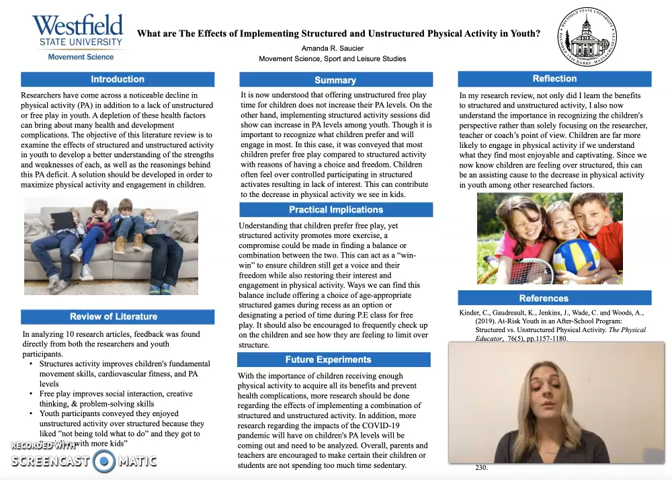 Westfield
STATE UNIVERSITY
Movement Science
What are The Effects of Implementing Structured and Unstructured Physical Activity in Youth?
Amanda R. Saucier
Movement Science, Sport and Leisure Studies
Introduction
Researchers have come across a noticeable decline in
physical activity (PA) in addition to a lack of unstructured
or free play in youth. A depletion of these health factors
can bring about many health and development
complications. The objective of this literature review is to
examine the effects of structured and unstructured activity
in youth to develop a better understanding of the strengths
and weaknesses of each, as well as the reasonings behind
this PA deficit. A solution should be developed in order to
maximize physical activity and engagement in children.
Review of Literature
In analyzing 10 research articles, feedback was found
directly from both the researchers and youth
participants.
• Structures activity improves children's fundamental
movement skills, cardiovasular fitness, and PA
levels
• Free play improves social interaction, creative
thinking, & problem-solving skills
• Youth participants conveyed they enjoyed
unstructured activity over structured because they
liked "not being told what to do" and they got to
with more kids"
RECORDED WITH
SCREENCAST MATIC
Summary
It is now understood that offering unstructured free play
time for children does not increase their PA levels. On the
other hand, implementing structured activity sessions did
show can increase in PA levels among youth. Though it is
important to recognize what children prefer and will
engage in most. In this case, it was conveyed that most
children prefer free play compared to structured activity
with reasons of having a choice and freedom. Children
often feel over controlled participating in structured
activates resulting in lack of interest. This can contribute
to the decrease in physical activity we see in kids.
Practical Implications
Understanding that children prefer free play, yet
structured activity promotes more exercise, a
compromise could be made in finding a balance or
combination between the two. This can act as a "win-
win" to ensure children still get a voice and their
freedom while also restoring their interest and
engagement in physical activity. Ways we can find this
balance include offering a choice of age-appropriate
structured games during recess as an option or
designating a period of time during P.E class for free
play. It should also be encouraged to frequently check up
on the children and see how they are feeling to limit over
structure.
Future Experiments
With the importance of children receiving enough
physical activity to acquire all its benefits and prevent
health complications, more research should be done
regarding the effects of implementing a combination of
structured and unstructured activity. In addition, more
research regarding the impacts of the COVID-19
pandemic will have on children's PA levels will be
coming out and need to be analyzed. Overall, parents and
teachers are encouraged to make certain their children or
students are not spending too much time sedentary.
Reflection
In my research review, not only did I learn the benefits
to structured and unstructured activity, I also now
understand the importance in recognizing the children's
perspective rather than solely focusing on the researcher,
teacher or coach's point of view. Children are far more
likely to engage in physical activity if we understand
what they find most enjoyable and captivating. Since we
now know children are feeling over structured, this can
be an assisting cause to the decrease in physical activity
in youth among other researched factors.
References
Kinder, C., Gaudreault, K., Jenkins, J., Wade, C. and Woods, A.,
(2019). At-Risk Youth in an After-School Program:
Structured vs. Unstructured Physical Activity. The Physical
Educator, 76(5), pp.1157-1180.
230.